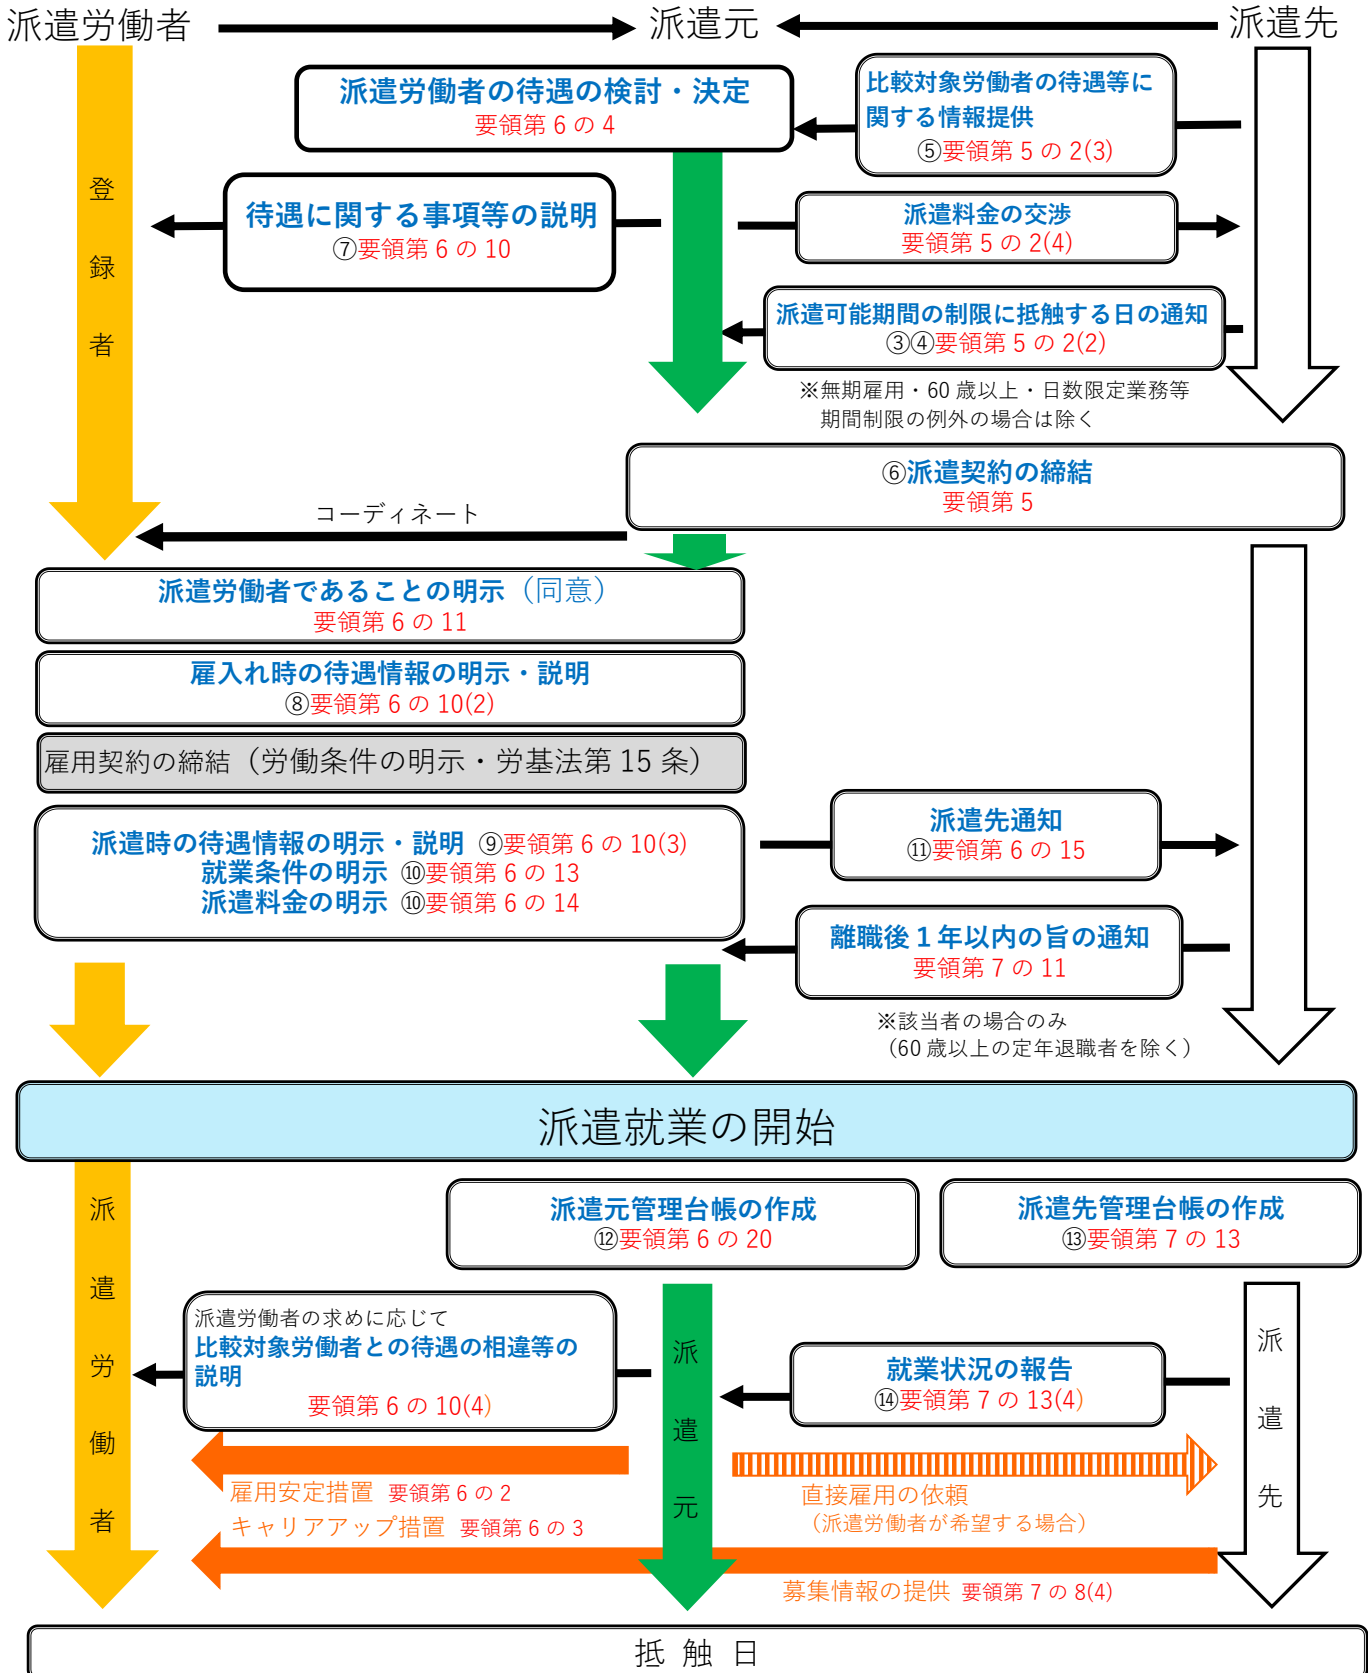 派遣労働者
派遣元
派遣先
派遣労働者の待遇の検討・決定
要領第6の4
比較対象労働者の待遇等に
関する情報提供
⑤要領第5の2(3)
登録者
待遇に関する事項等の説明
⑦要領第6の10
派遣料金の交渉
要領第5の2(4)
派遣可能期間の制限に抵触する日の通知
③④要領第5の2(2)
※無期雇用・60歳以上・日数限定業務等
期間制限の例外の場合は除く
⑥派遣契約の締結
要領第5
コーディネート
派遣労働者であることの明示（同意）
要領第6の11
雇入れ時の待遇情報の明示・説明
⑧要領第6の10(2)
雇用契約の締結（労働条件の明示・労基法第15条）
派遣時の待遇情報の明示・説明 ⑨要領第6の10(3)
就業条件の明示 ⑩要領第6の13
派遣料金の明示 ⑩要領第6の14
派遣先通知
⑪要領第6の15
離職後1年以内の旨の通知
要領第7の11
※該当者の場合のみ
（60歳以上の定年退職者を除く）
派遣就業の開始
派遣労働者
派遣元管理台帳の作成
⑫要領第6の20
派遣先管理台帳の作成
⑬要領第7の13
派遣労働者の求めに応じて
比較対象労働者との待遇の相違等の
説明
要領第6の10(4)
派遣元
就業状況の報告
⑭要領第7の13(4)
派遣先
雇用安定措置 要領第6の2
キャリアアップ措置 要領第6の3
直接雇用の依頼
（派遣労働者が希望する場合）
募集情報の提供 要領第7の8(4)
抵触日